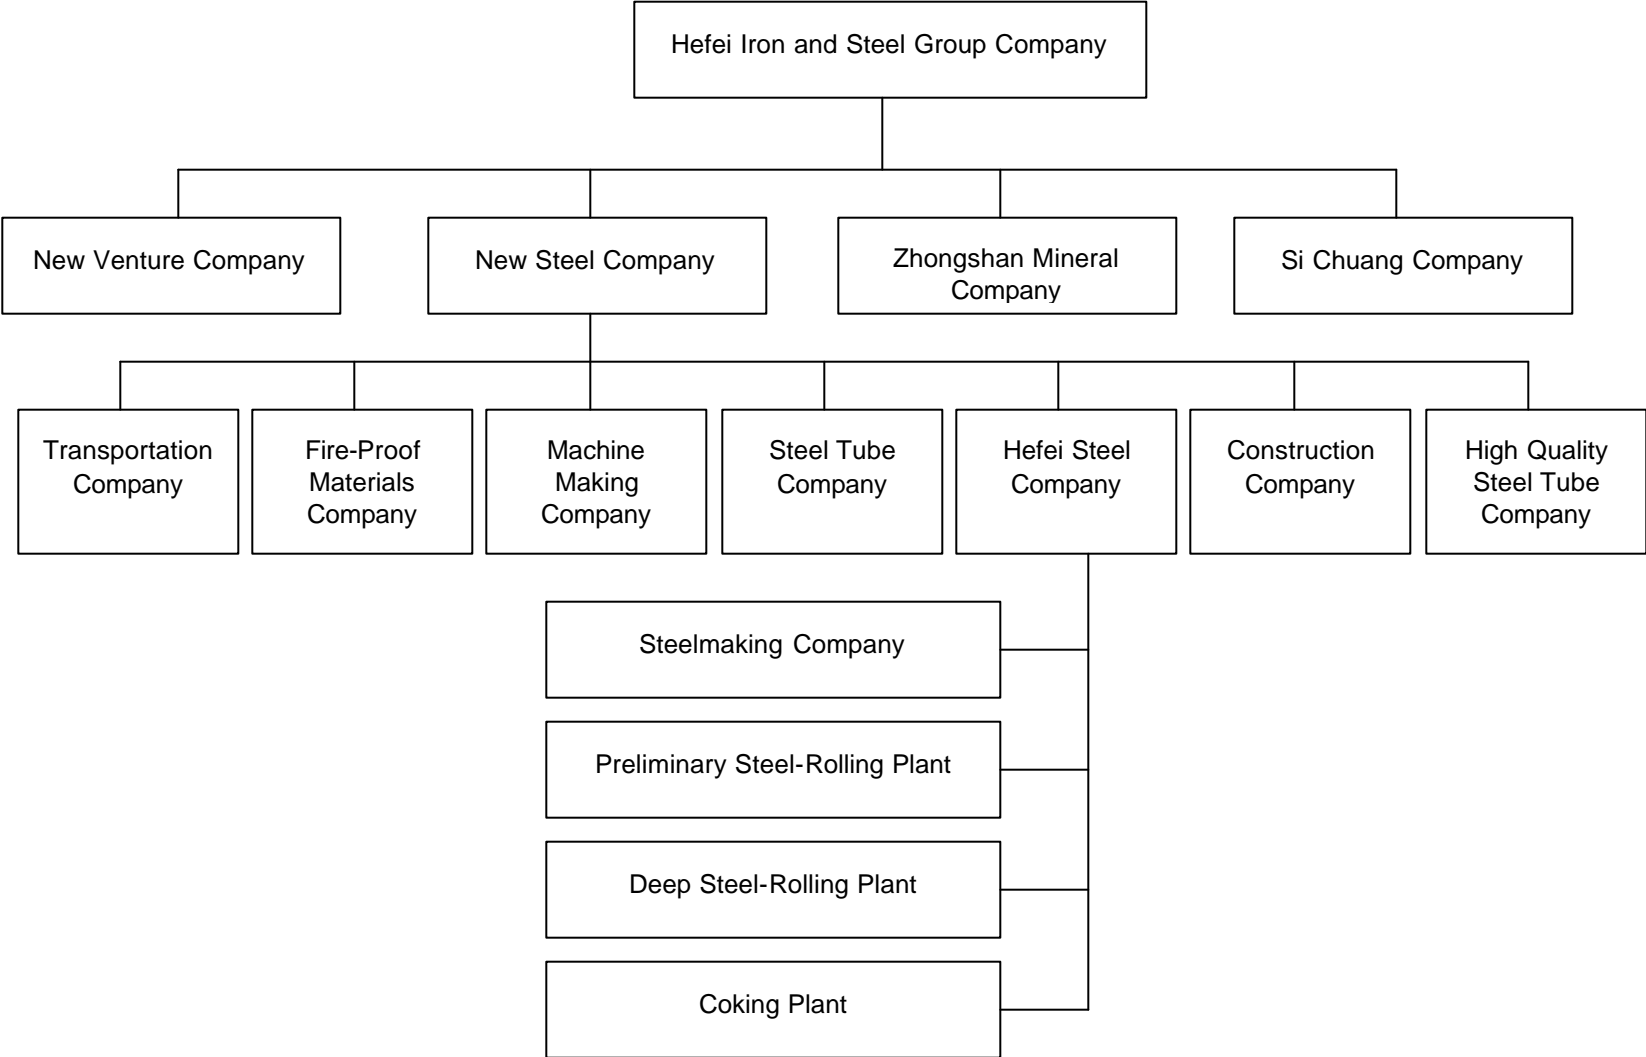 Hefei Iron and Steel Group Company
New Venture Company
New Steel Company
Zhongshan Mineral
Company
Si Chuang Company
Transportation
Company
Fire-Proof
Materials
Company
Machine
Making
Company
Steel Tube
Company
Hefei Steel
Company
Construction
Company
High Quality
Steel Tube
Company
Steelmaking Company
Preliminary Steel-Rolling Plant
Deep Steel-Rolling Plant
Coking Plant